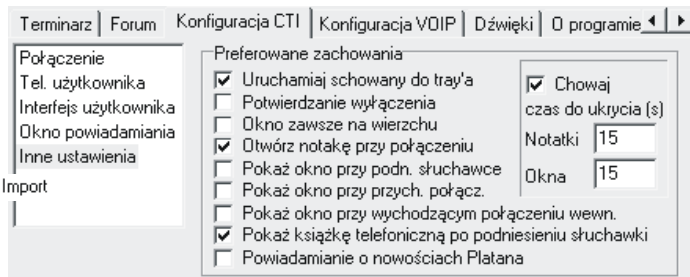 Terminarz Forum Konfiguracja CTI Konfiguracja VOIP Dźwięki O programie
Połączenie
Tel. użytkownika
Interfejs użytkownika
Okno powiadamiania
Inne ustawienia
Import
Preferowane zachowania
Uruchamiaj schowany do tray'a
Potwierdzanie wyłączenia
Okno zawsze na wierzchu
Otwórz notakę przy połączeniu
Pokaż okno przy podn. słuchawce
Pokaż okno przy przych. połącz.
Pokaż okno przy wychodzącym połączeniu wewn.
Pokaż książkę telefoniczną po podniesieniu słuchawki
Powiadamianie o nowościach Platana
Chowaj
czas do ukrycia (s)
Notatki 15
Okna 15